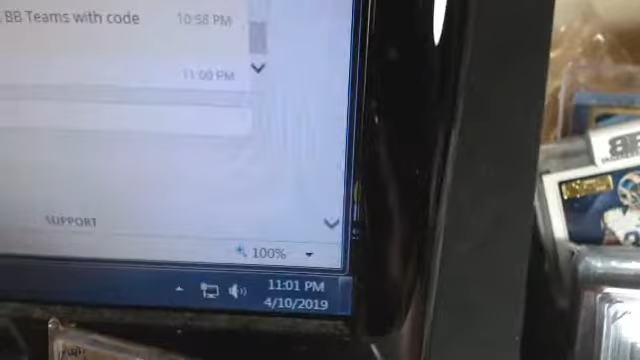 BB Teams with code 10:58 PM
11:00 PM
SUPPORT
100%
11:01 PM
4/10/2019